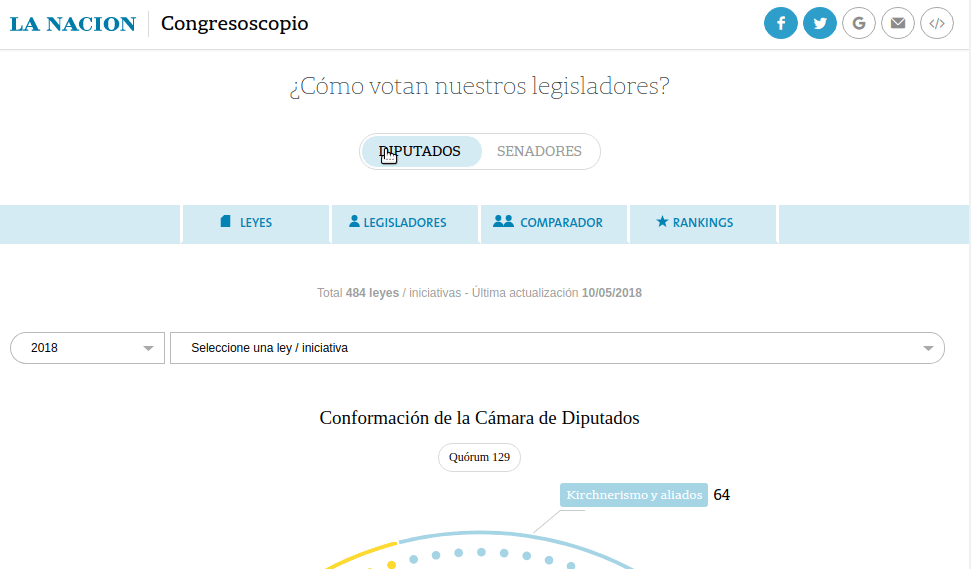 LA NACION
Congresoscopio
¿Cómo votan nuestros legisladores?
DIPUTADOS
SENADORES
LEYES
LEGISLADORES
COMPARADOR
RANKINGS
Total 484 leyes / iniciativas - Última actualización 10/05/2018
2018
Seleccione una ley / iniciativa
Conformación de la Cámara de Diputados
Quórum 129
Kirchnerismo y aliados 64